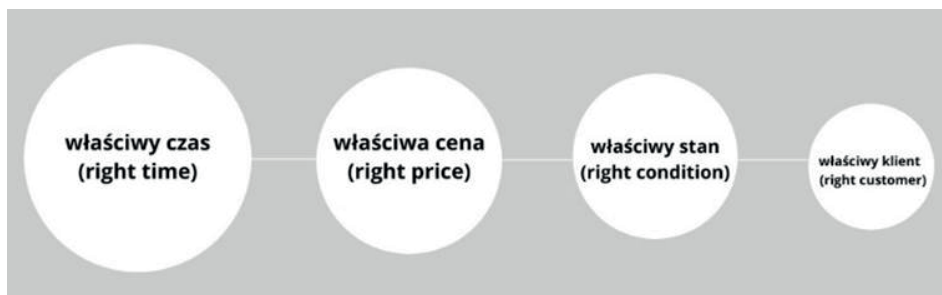 właściwy czas
(right time)
właściwa cena
(right price)
właściwy stan
(right condition)
właściwy klient
(right customer)